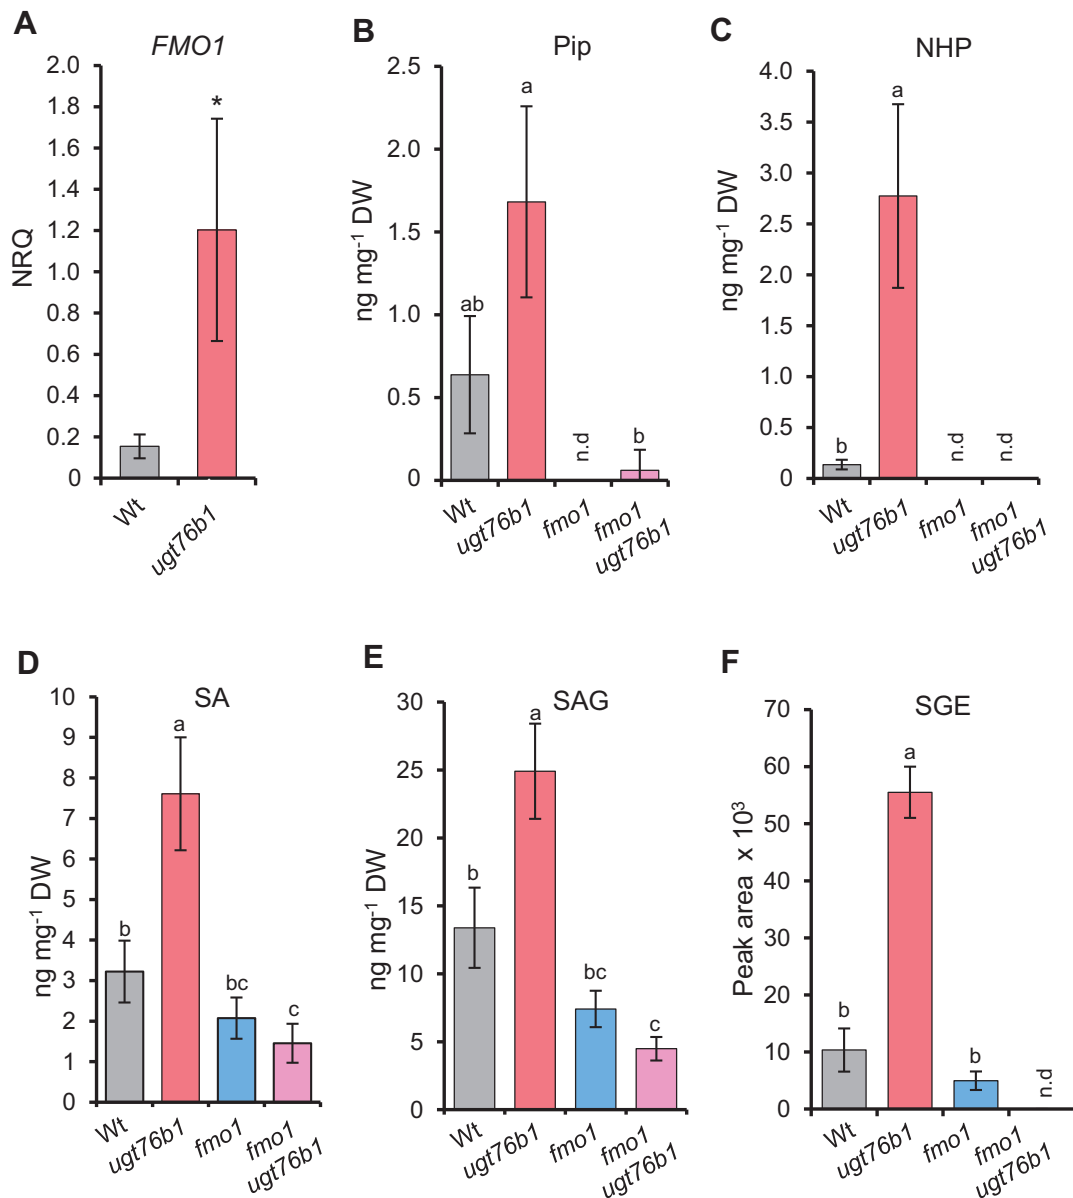 A
FMO1
NRQ
2.0
1.8
1.6
1.4
1.2
1.0
0.8
0.6
0.4
0.2
0
*
Wt
ugt76b1
B
Pip
ng mg-1 DW
2.5
2.0
1.5
1.0
0.5
0
ab
a
n.d
b
Wt
ugt76b1
fmo1
fmo1
ugt76b1
C
NHP
ng mg-1 DW
4.0
3.5
3.0
2.5
2.0
1.5
1.0
0.5
0
b
a
n.d
n.d
Wt
ugt76b1
fmo1
fmo1
ugt76b1
D
SA
ng mg-1 DW
10
9
8
7
6
5
4
3
2
1
0
b
a
bc
c
Wt
ugt76b1
fmo1
fmo1
ugt76b1
E
SAG
ng mg-1 DW
30
25
20
15
10
5
0
b
a
bc
c
Wt
ugt76b1
fmo1
fmo1
ugt76b1
F
SGE
Peak area x 10³
70
60
50
40
30
20
10
0
b
a
b
n.d
Wt
ugt76b1
fmo1
fmo1
ugt76b1